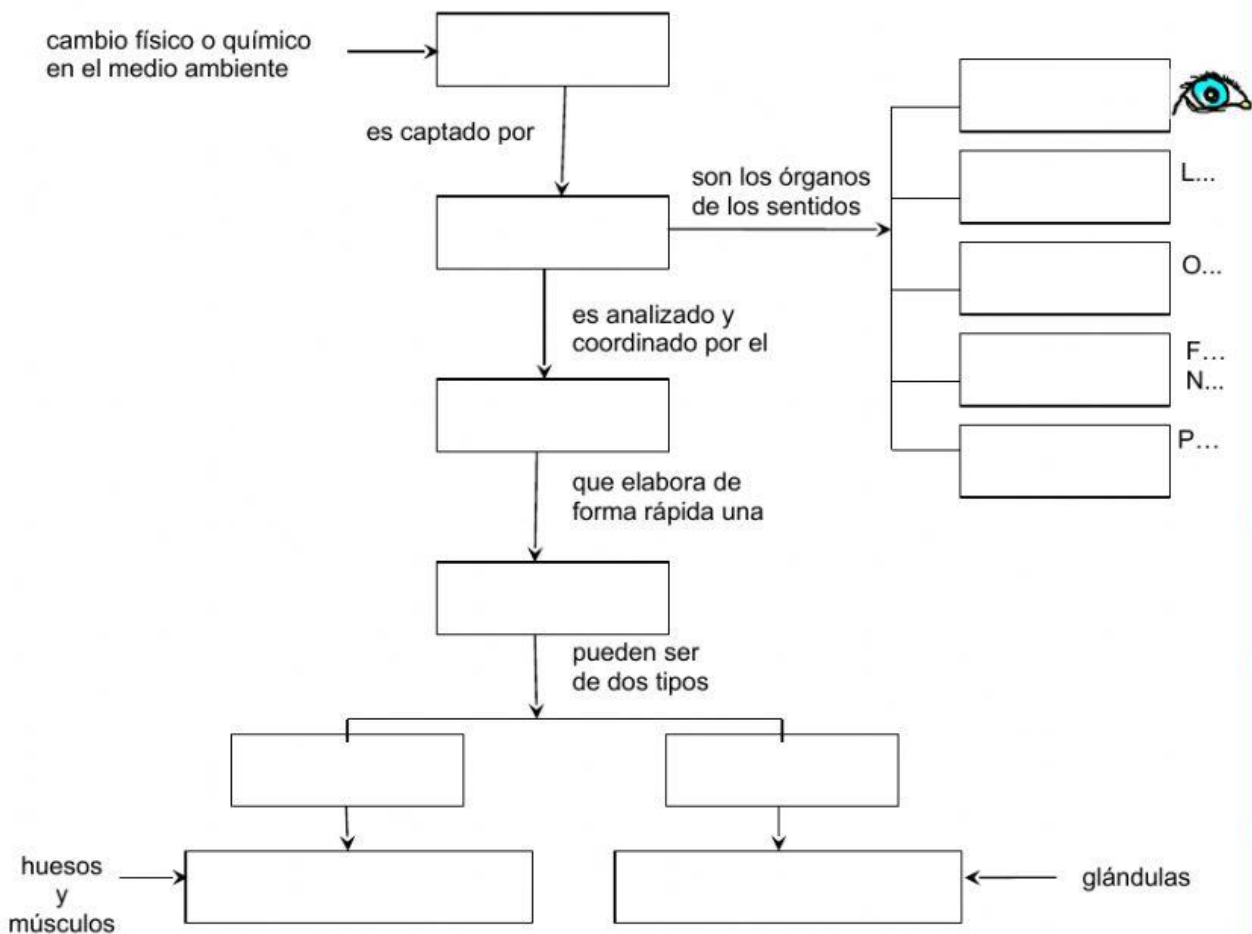 cambio físico o químico
en el medio ambiente
es captado por
son los órganos
de los sentidos
L...
O...
F...
N...
P...
es analizado y
coordinado por el
que elabora de
forma rápida una
pueden ser
de dos tipos
huesos
y
músculos
glándulas